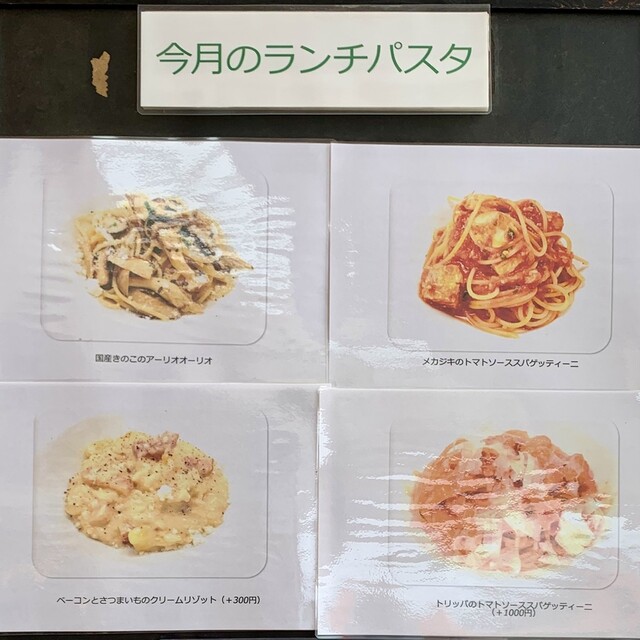 今月のランチパスタ
国産きのこのアーリオオーリオ
メカジキのトマトソーススパゲッティーニ
ベーコンとさつまいものクリームリゾット（+300円）
トリッパのトマトソーススパゲッティーニ
（+1000円）